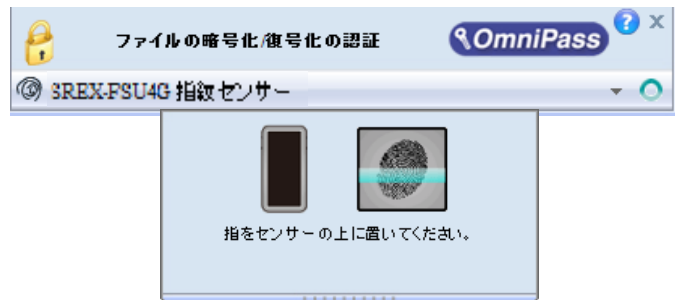 ファイルの暗号化/復号化の認証
OmniPass
? x
SREX-FSU4G 指紋センサー
指をセンサーの上に置いてください。